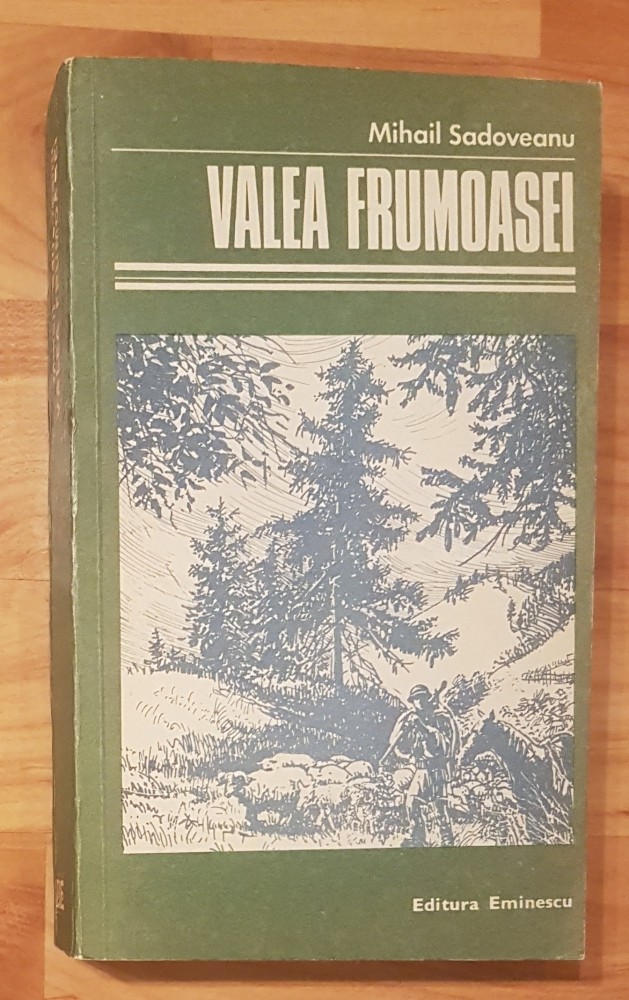 Mihail Sadoveanu
VALEA FRUMOASEI
Editura Eminescu